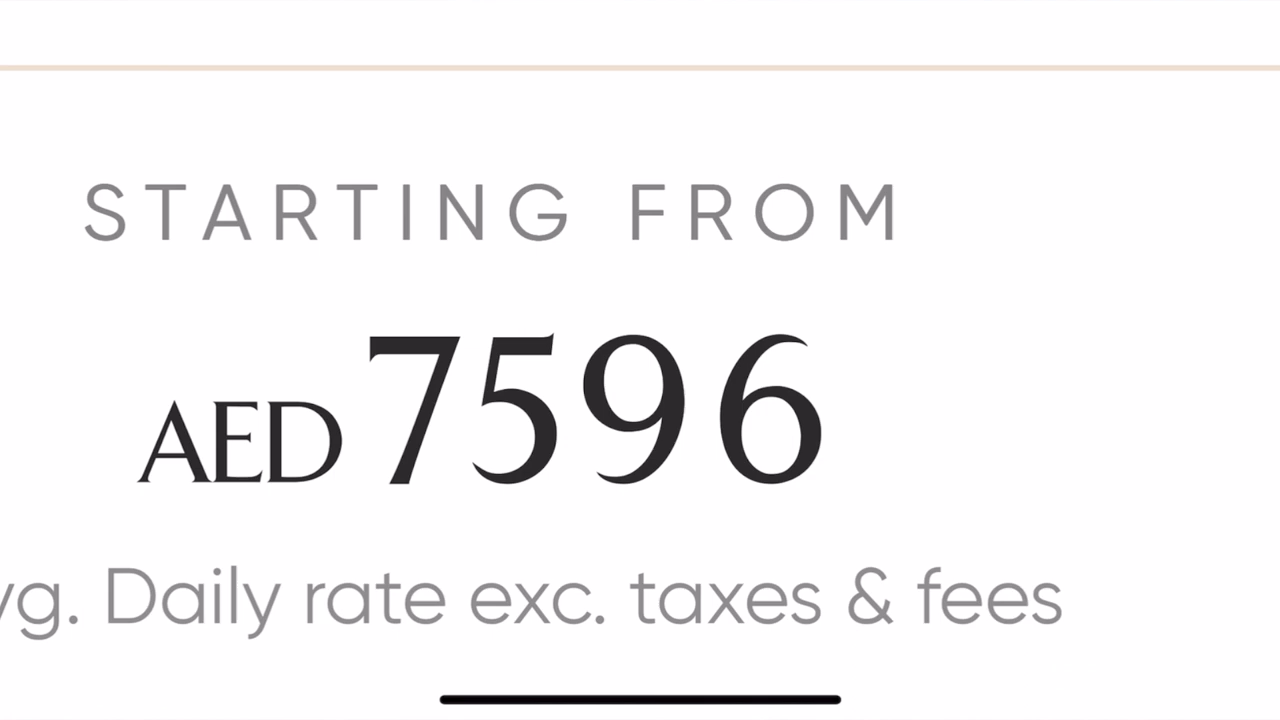 STARTING FROM
AED 7596
vg. Daily rate exc. taxes & fees